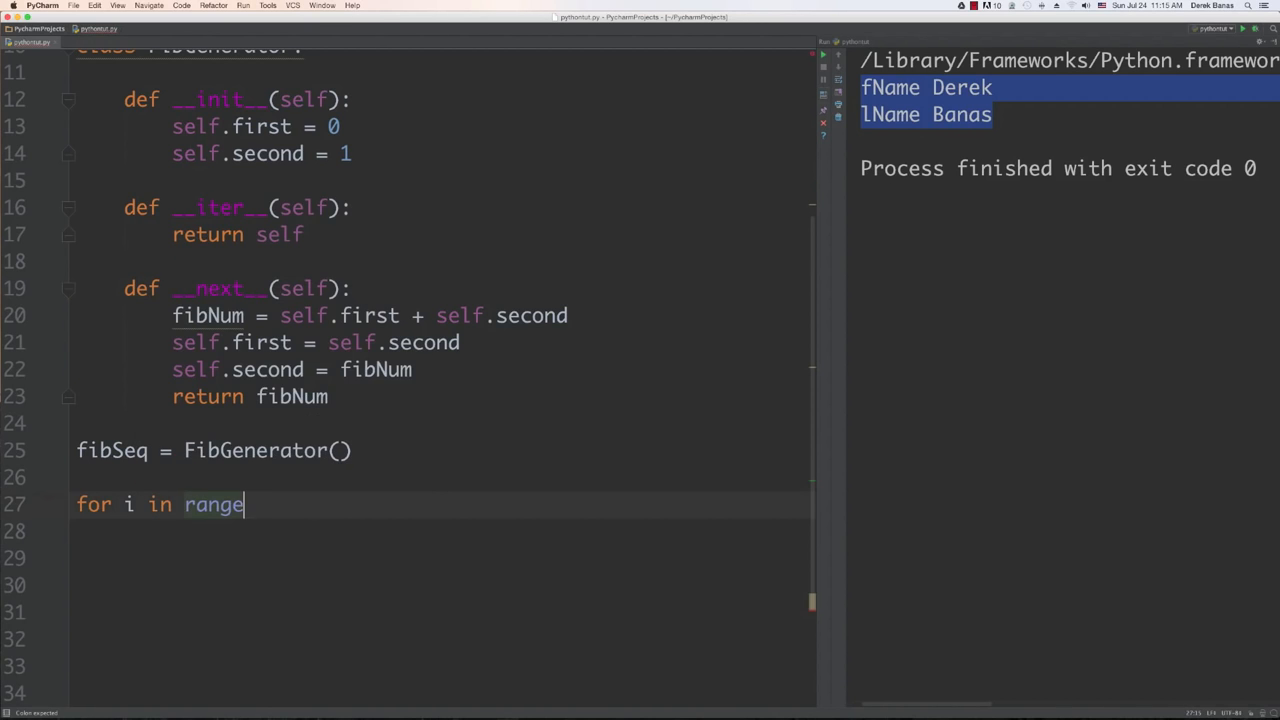 PyCharm File Edit View Navigate Code Refactor Run Tools VCS Window Help
10 Sun Jul 24 11:15 AM Derek Banas
pythontut.py - PycharmProjects - [~/PycharmProjects]
PycharmProjects pythontut.py
pythontut
pythontut.py
Run: pythontut
10 class FibGenerator:
11
12 def __init__(self):
13 self.first = 0
14 self.second = 1
15
16 def __iter__(self):
17 return self
18
19 def __next__(self):
20 fibNum = self.first + self.second
21 self.first = self.second
22 self.second = fibNum
23 return fibNum
24
25 fibSeq = FibGenerator()
26
27 for i in range
28
29
30
31
32
33
34
/Library/Frameworks/Python.framewor
fName Derek
lName Banas
Process finished with exit code 0
Colon expected
27:15 LF÷ UTF-8÷